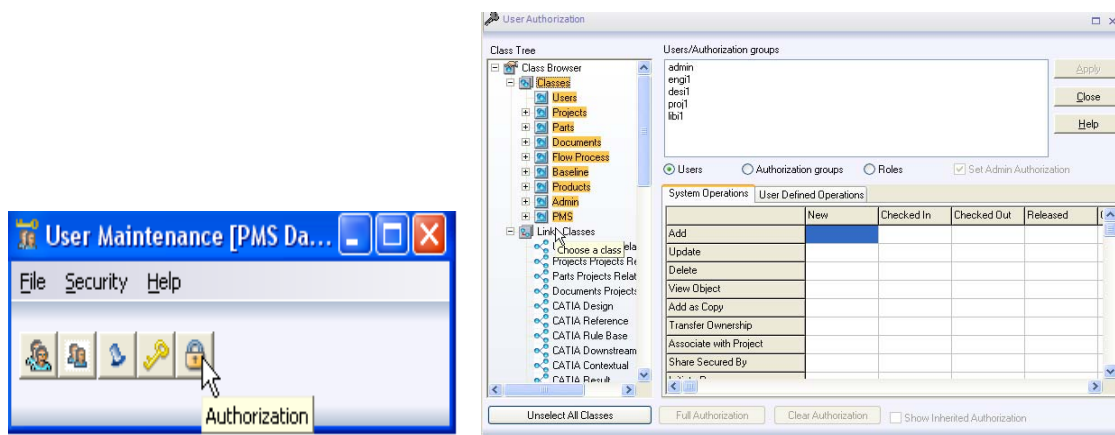 User Maintenance [PMS Da...
File Security Help
Authorization
User Authorization
Class Tree
Class Browser
Classes
Users
Projects
Parts
Documents
Flow Process
Baseline
Products
Admin
PMS
Link Classes
Choose a class
Projects Projects Re
Parts Projects Relat
Documents Projects
CATIA Design
CATIA Reference
CATIA Rule Base
CATIA Downstream
CATIA Contextual
CATIA Result
Unselect All Classes
Users/Authorization groups
admin
engi1
desi1
proj1
libi1
Apply
Close
Help
Users Authorization groups Roles Set Admin Authorization
System Operations User Defined Operations
New Checked In Checked Out Released
Add
Update
Delete
View Object
Add as Copy
Transfer Ownership
Associate with Project
Share Secured By
Full Authorization Clear Authorization Show Inherited Authorization